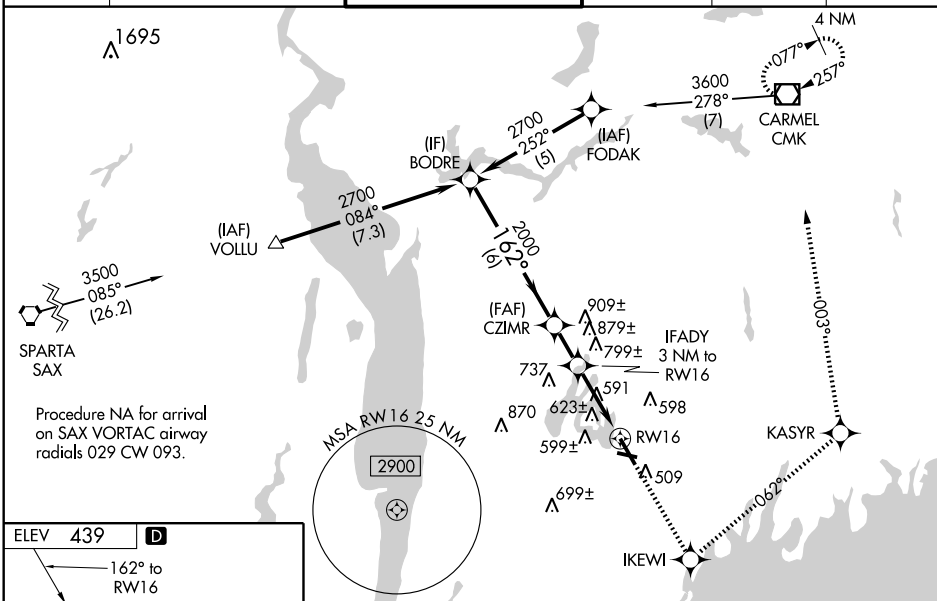 1695
4 NM
077°
257°
3600
278°
(7)
CARMEL
CMK
2700
252°
(5)
(IAF)
FODAK
(IF)
BODRE
2700
084°
(7.3)
(IAF)
VOLLU
2000
162°
(6)
3500
085°
(26.2)
SPARTA
SAX
(FAF)
CZIMR
909±
879±
799±
IFADY
3 NM to
RW16
003°
737
591
598
870
623±
599±
RW16
KASYR
509
699±
062°
IKEWI
Procedure NA for arrival
on SAX VORTAC airway
radials 029 CW 093.
MSA RW16 25 NM
2900
ELEV 439 D
162° to
RW16